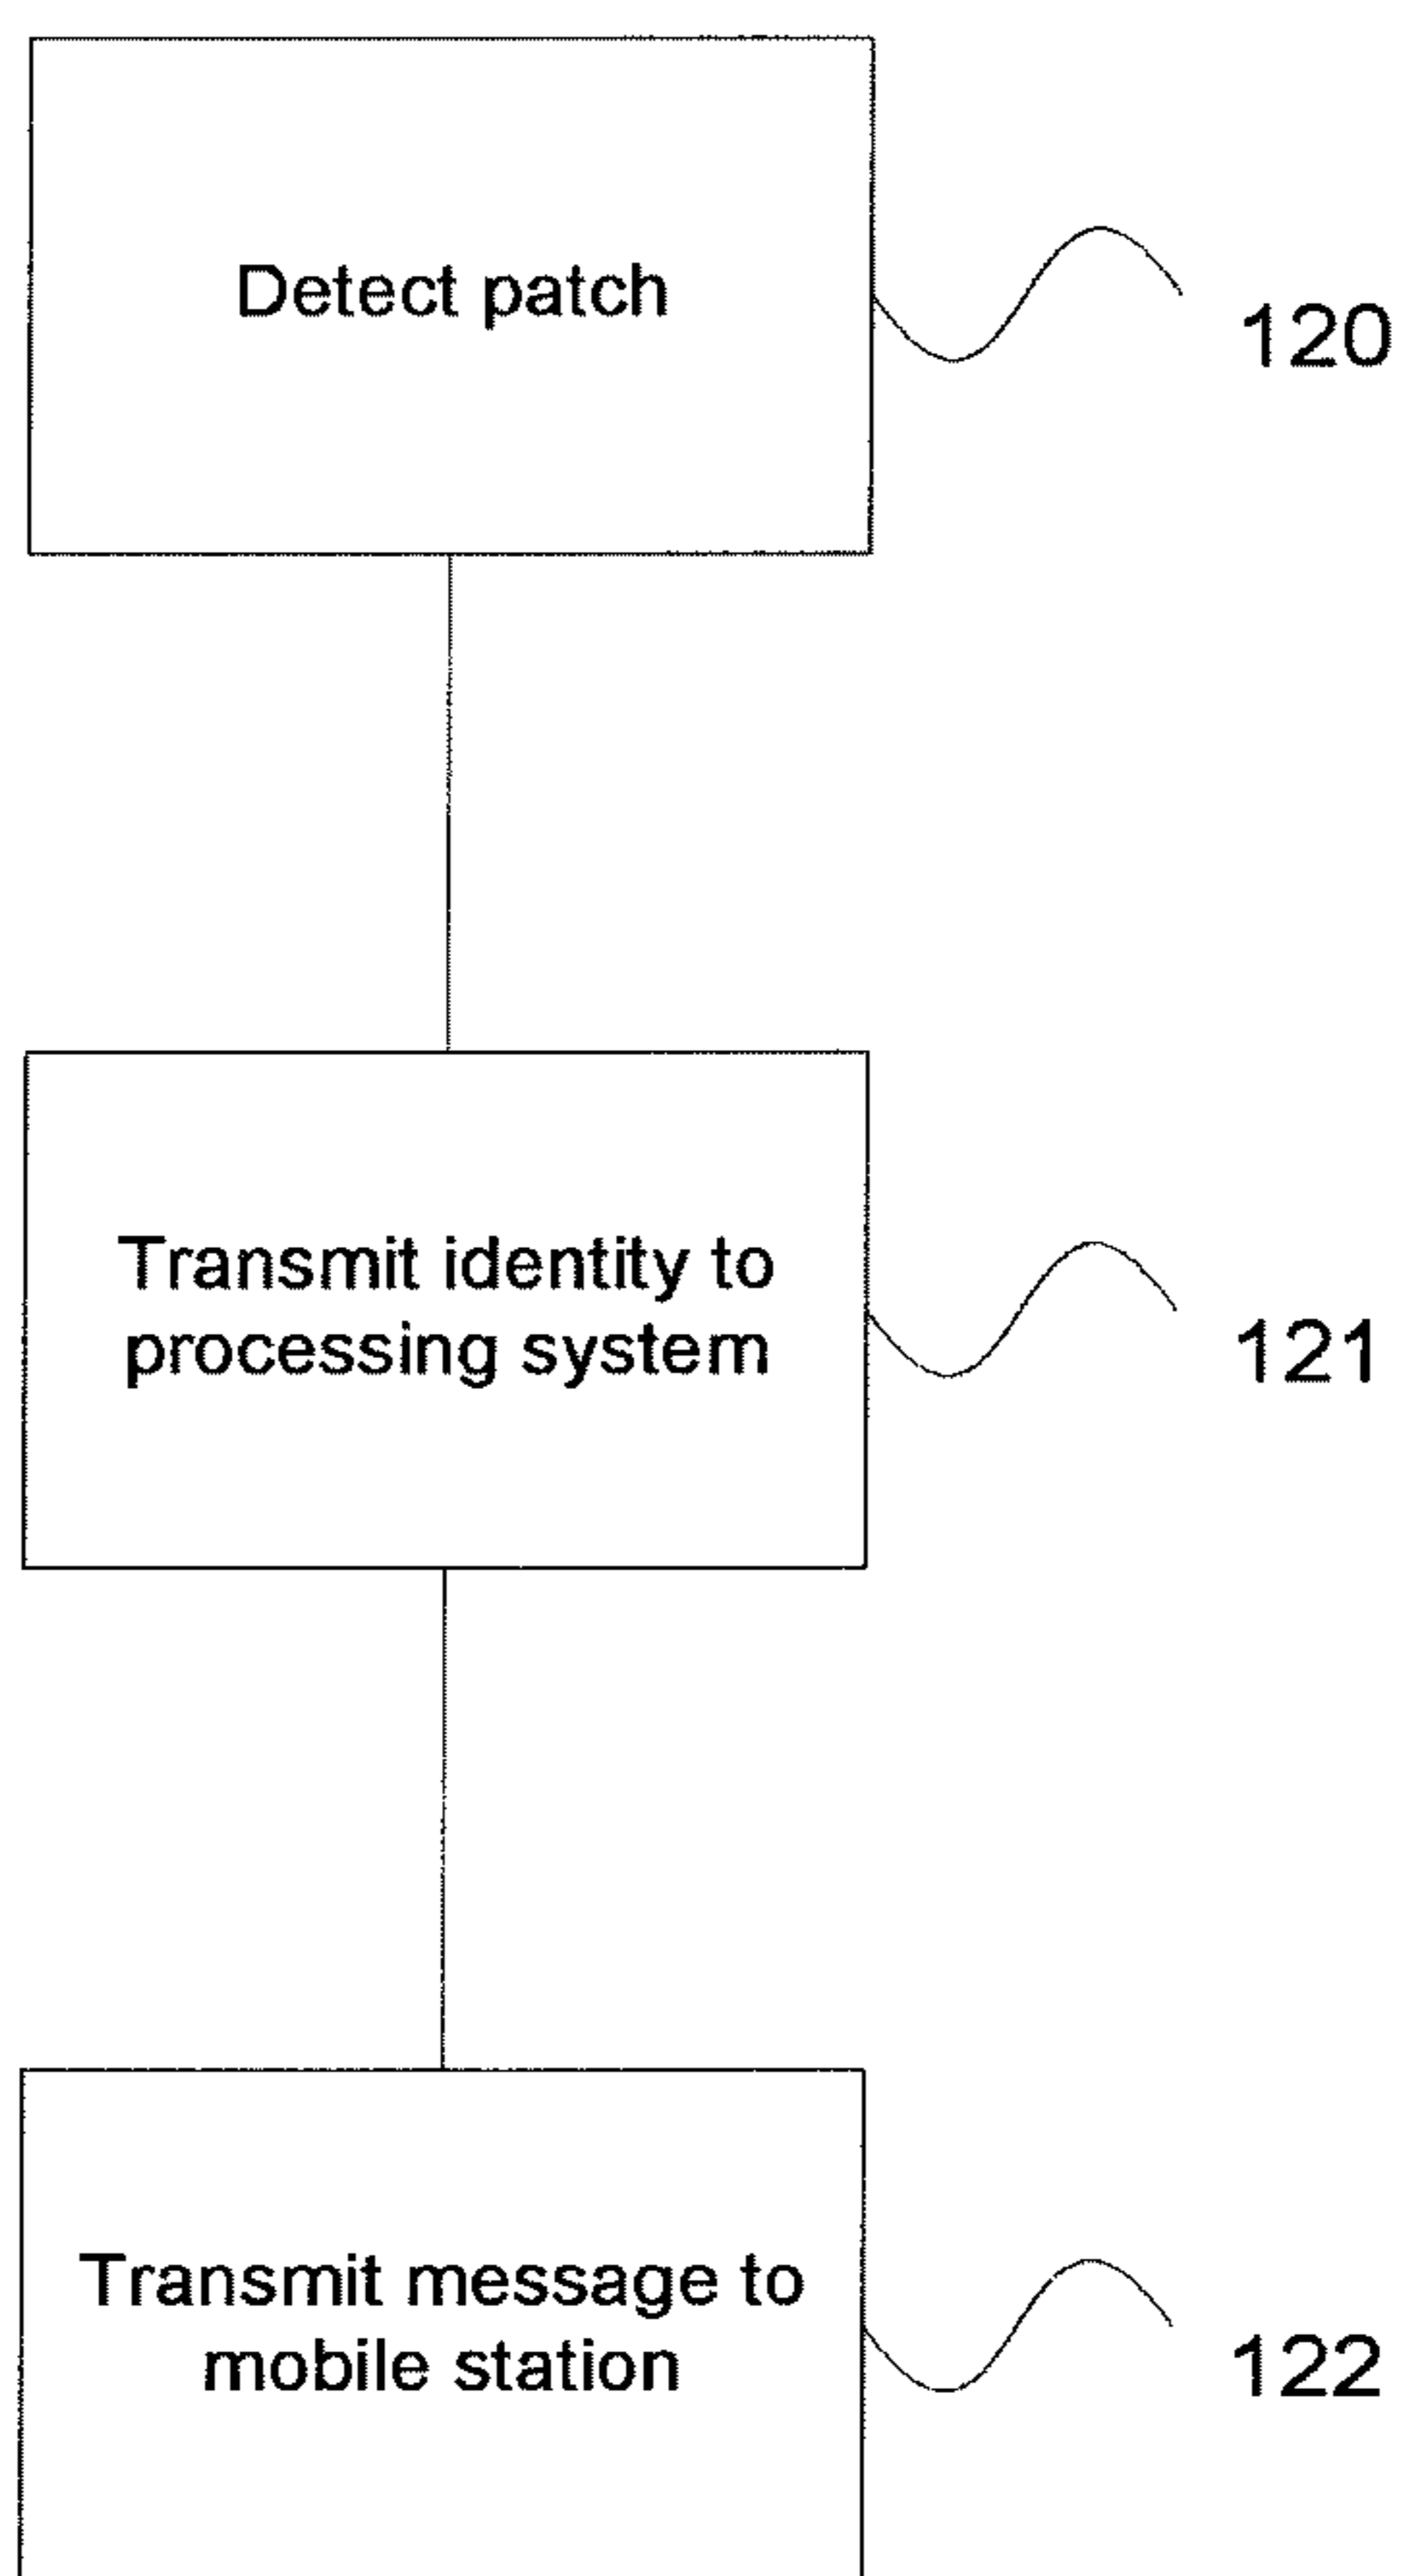 Detect patch
120
Transmit identity to
processing system
121
Transmit message to
mobile station
122